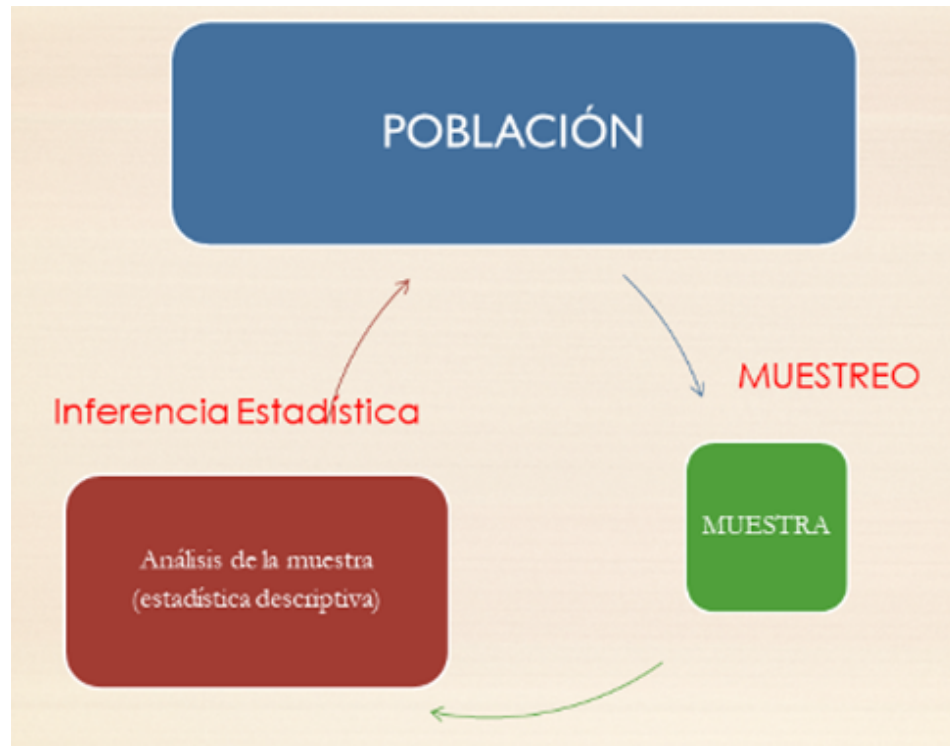 POBLACIÓN
MUESTREO
Inferencia Estadística
MUESTRA
Análisis de la muestra
(estadística descriptiva)